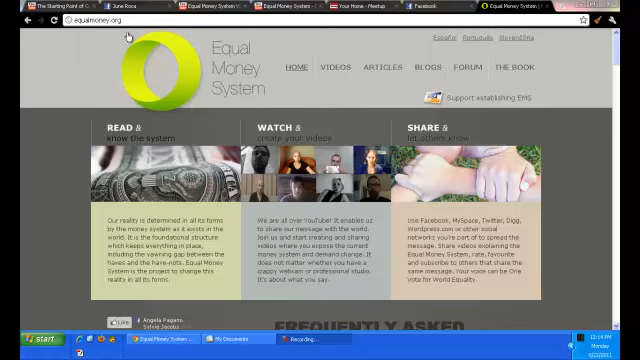 The Starting Point of C
June Roca
Equal Money System V
Equal Money System -
Your Home - Meetup
Facebook
Equal Money System |
equalmoney.org
Español Português Slovenšèina
Equal
Money
System
HOME VIDEOS ARTICLES BLOGS FORUM THE BOOK
VISA Support establishing EMS
READ &
know the system
WATCH &
create your videos
SHARE &
let others know
Our reality is determined in all its forms
by the money system as it exists in the
world. It is the foundational structure
which keeps everything in place,
including the yawning gap between the
haves and the have-nots. Equal Money
System is the project to change this
reality in all its forms.
We are all over YouTube! It enables us
to share our message with the world.
Join us and start creating and sharing
videos where you expose the current
money system and demand change. It
does not matter whether you have a
crappy webcam or professional studio.
It's about what you say.
Use Facebook, MySpace, Twitter, Digg,
Wordpress.com or other social
networks you're part of to spread the
message. Share videos explaining the
Equal Money System, rate, favourite
and subscribe to others that share the
same message. Your voice can be One
vote for World Equality.
Like
Angela Pagano
Sylvie Jacobs
FREQUENTLY ASKED
start
Equal Money System ...
My Documents
Recording...
12:19 PM
Monday
8/22/2011